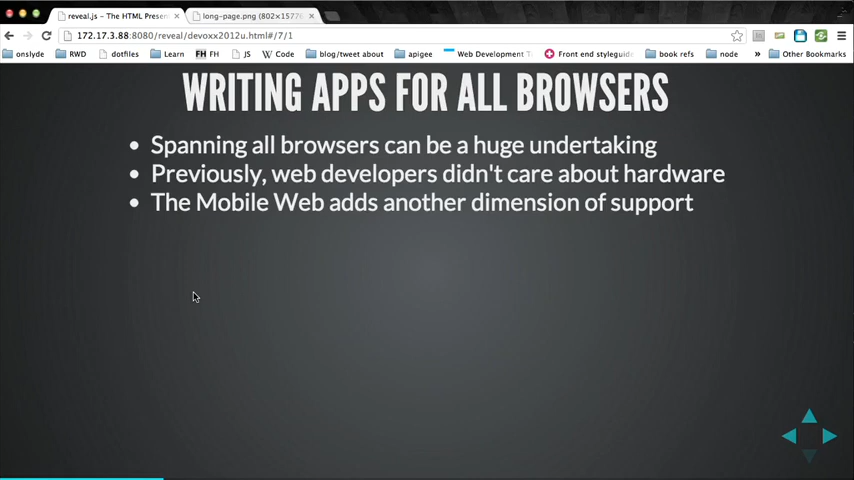 reveal.js – The HTML Presen
long-page.png (802×1577
172.17.3.88:8080/reveal/devoxx2012u.html#/7/1
onslyde RWD dotfiles Learn FH FH JS Code blog/tweet about apigee Web Development T Front end styleguide book refs node » Other Bookmarks
WRITING APPS FOR ALL BROWSERS
• Spanning all browsers can be a huge undertaking
• Previously, web developers didn't care about hardware
• The Mobile Web adds another dimension of support